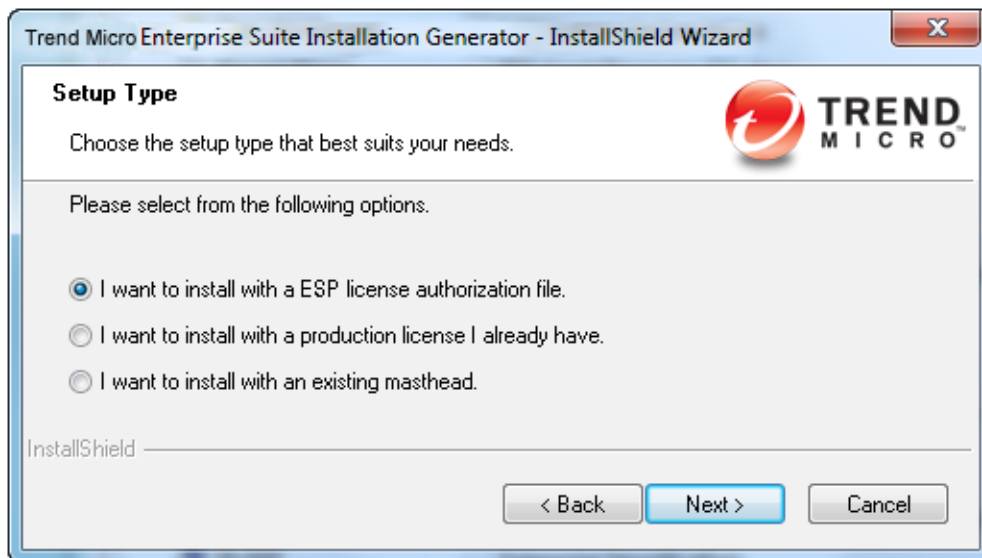 Trend Micro Enterprise Suite Installation Generator - InstallShield Wizard
Setup Type
Choose the setup type that best suits your needs.
TREND
MICRO™
Please select from the following options.
I want to install with a ESP license authorization file.
I want to install with a production license I already have.
I want to install with an existing masthead.
InstallShield
< Back
Next >
Cancel